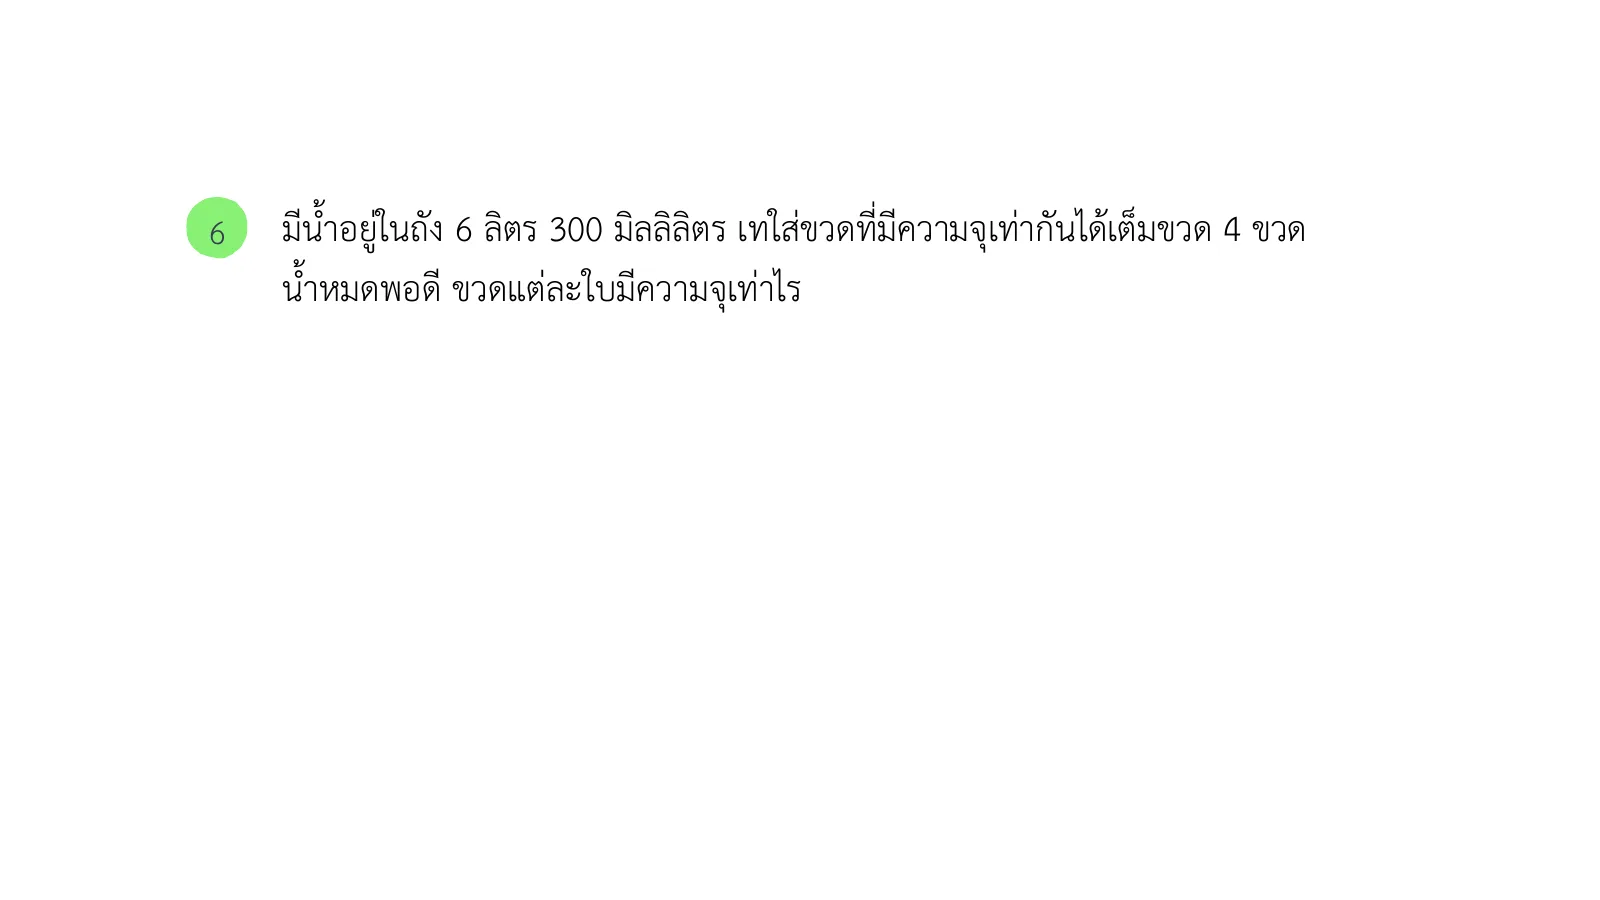 6 มีน้ำอยู่ในถัง 6 ลิตร 300 มิลลิลิตร เทใส่ขวดที่มีความจุเท่ากันได้เต็มขวด 4 ขวด
น้ำหมดพอดี ขวดแต่ละใบมีความจุเท่าไร